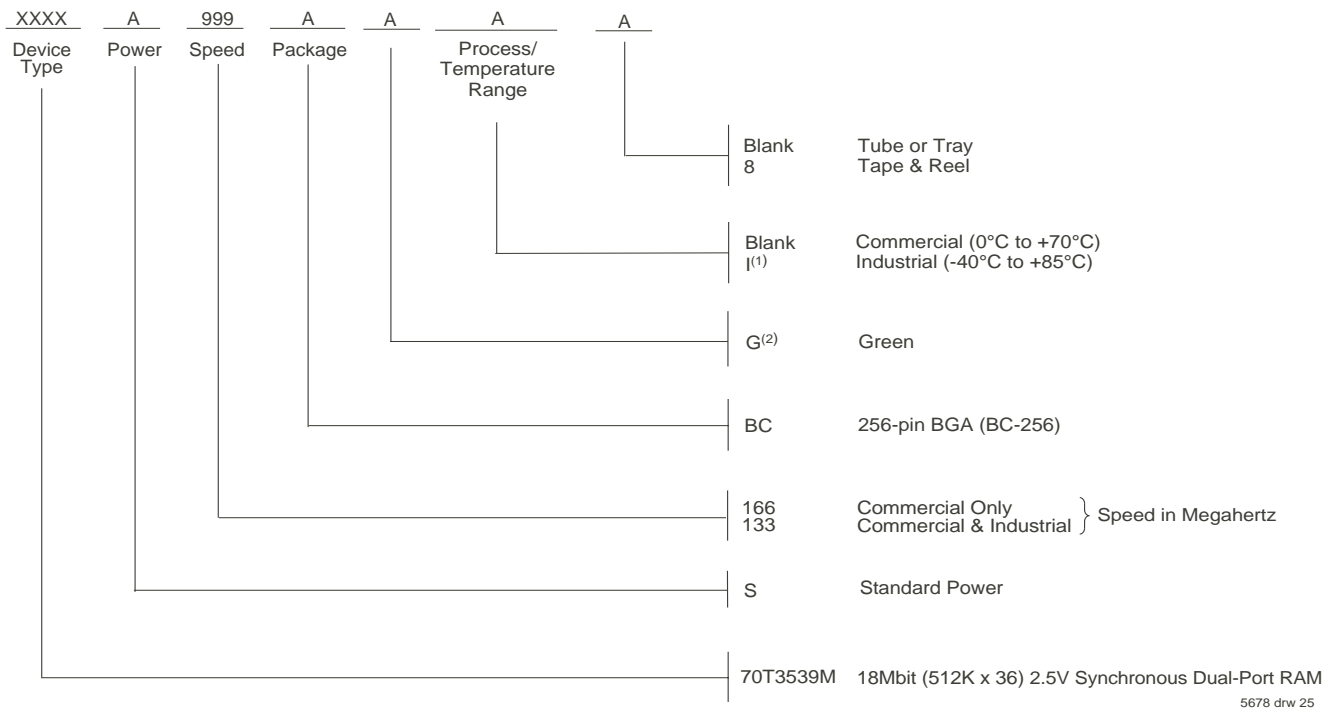 XXXX A 999 A A A A
Device Type Power Speed Package Process/ Temperature Range
Blank Tube or Tray
8 Tape & Reel
Blank Commercial (0°C to +70°C)
I(1) Industrial (-40°C to +85°C)
G(2) Green
BC 256-pin BGA (BC-256)
166 Commercial Only
133 Commercial & Industrial
Speed in Megahertz
S Standard Power
70T3539M 18Mbit (512K x 36) 2.5V Synchronous Dual-Port RAM
5678 drw 25